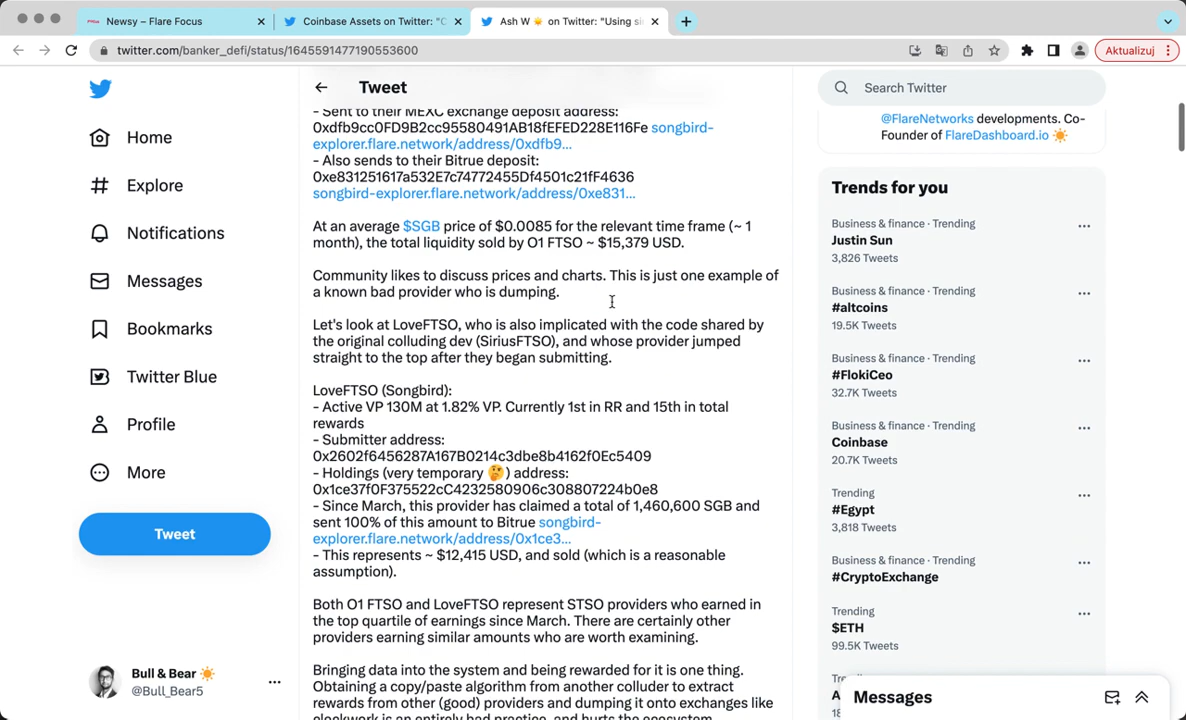 Newsy – Flare Focus
Coinbase Assets on Twitter: "C
Ash W ☀️ on Twitter: "Using si
twitter.com/banker_defi/status/1645591477190553600
Aktualizuj
Tweet
Search Twitter
Home
Explore
Notifications
Messages
Bookmarks
Twitter Blue
Profile
More
Tweet
Bull & Bear ☀️
@Bull_Bear5
- Sent to their MEXC exchange deposit address:
0xdfb9cc0FD9B2cc95580491AB18fEFED228E116Fe songbird-
explorer.flare.network/address/0xdfb9...
- Also sends to their Bitrue deposit:
0xe831251617a532E7c74772455Df4501c21fF4636
songbird-explorer.flare.network/address/0xe831...
At an average $SGB price of $0.0085 for the relevant time frame (~ 1
month), the total liquidity sold by O1 FTSO ~ $15,379 USD.
Community likes to discuss prices and charts. This is just one example of
a known bad provider who is dumping.
Let's look at LoveFTSO, who is also implicated with the code shared by
the original colluding dev (SiriusFTSO), and whose provider jumped
straight to the top after they began submitting.
LoveFTSO (Songbird):
- Active VP 130M at 1.82% VP. Currently 1st in RR and 15th in total
rewards
- Submitter address:
0x2602f6456287A167B0214c3dbe8b4162f0Ec5409
- Holdings (very temporary 🤔) address:
0x1ce37f0F375522cC4232580906c308807224b0e8
- Since March, this provider has claimed a total of 1,460,600 SGB and
sent 100% of this amount to Bitrue songbird-
explorer.flare.network/address/0x1ce3...
- This represents ~ $12,415 USD, and sold (which is a reasonable
assumption).
Both O1 FTSO and LoveFTSO represent STSO providers who earned in
the top quartile of earnings since March. There are certainly other
providers earning similar amounts who are worth examining.
Bringing data into the system and being rewarded for it is one thing.
Obtaining a copy/paste algorithm from another colluder to extract
rewards from other (good) providers and dumping it onto exchanges like
clockwork is an entirely bad practice, and hurts the ecosystem
@FlareNetworks developments. Co-
Founder of FlareDashboard.io ☀️
Trends for you
Business & finance · Trending
Justin Sun
3,826 Tweets
Business & finance · Trending
#altcoins
19.5K Tweets
Business & finance · Trending
#FlokiCeo
32.7K Tweets
Business & finance · Trending
Coinbase
20.7K Tweets
Trending
#Egypt
3,818 Tweets
Business & finance · Trending
#CryptoExchange
Trending
$ETH
99.5K Tweets
Messages